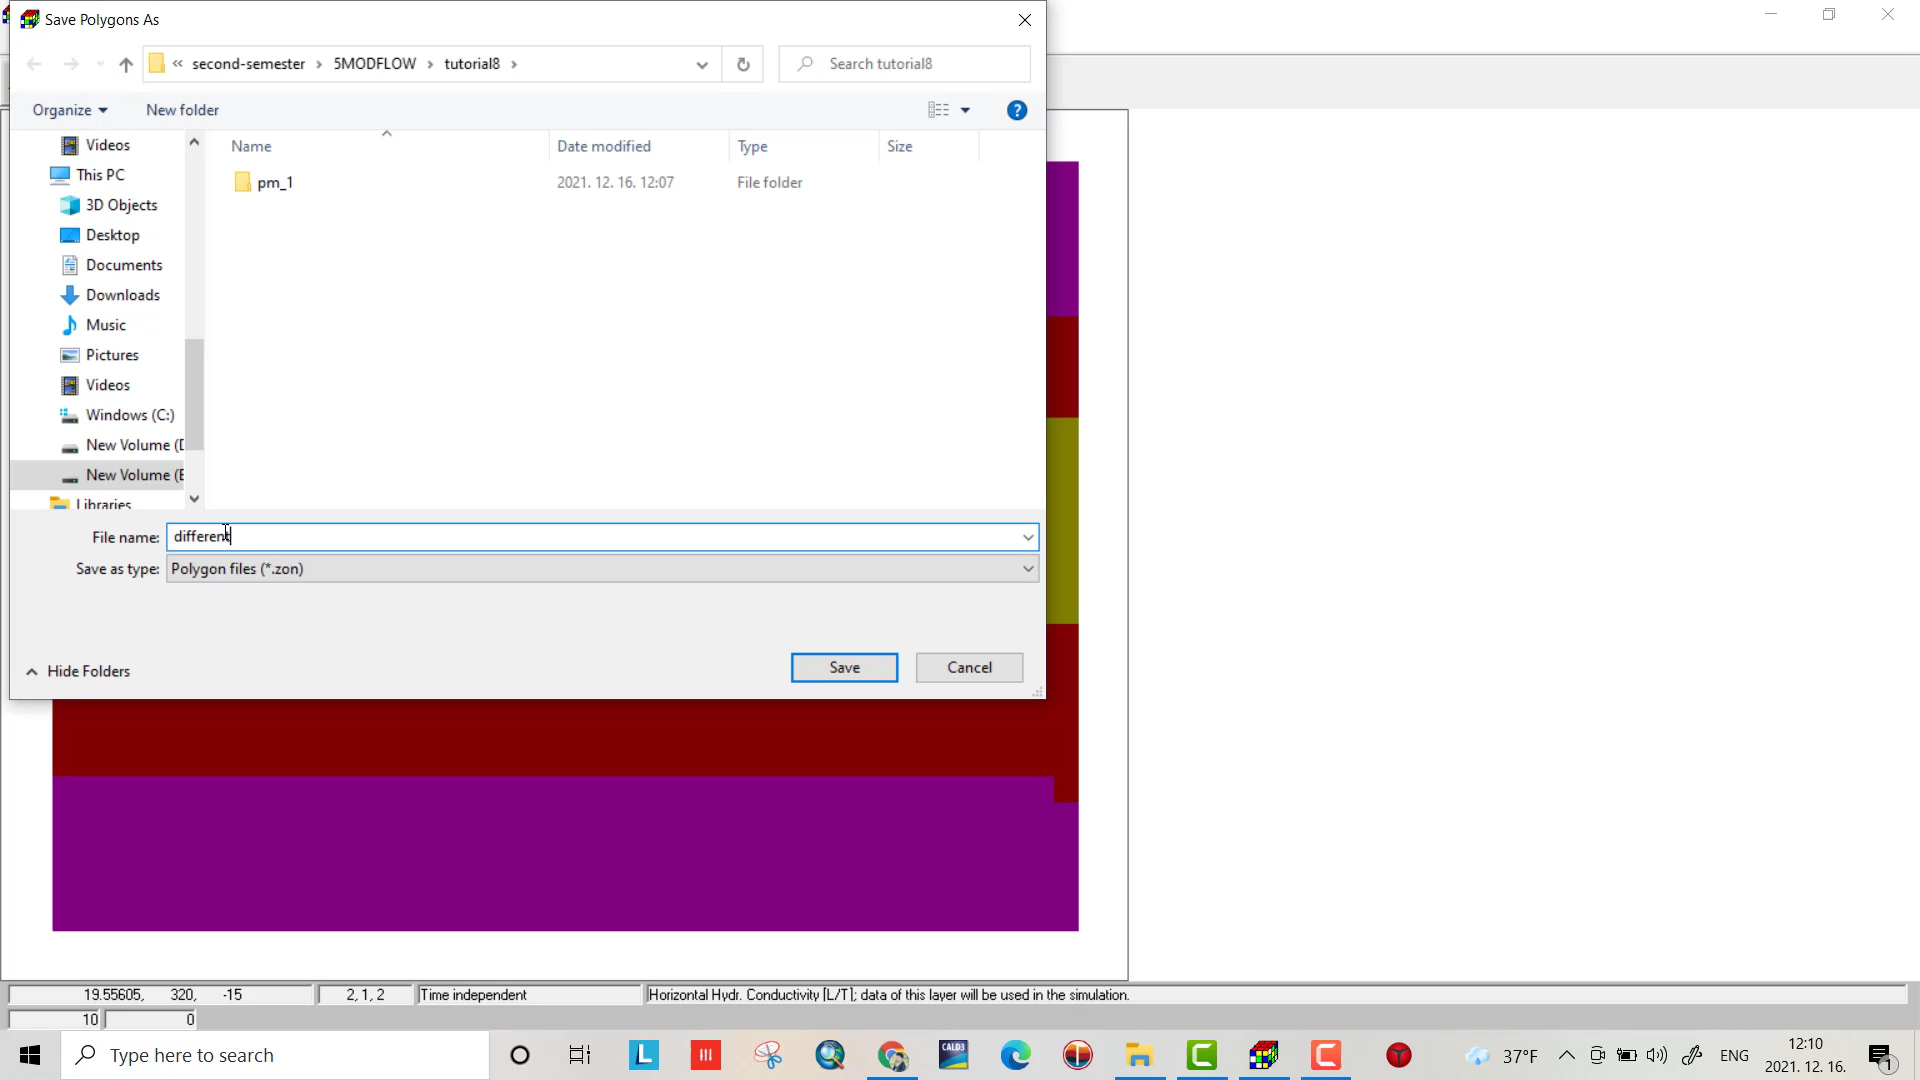 Save Polygons As
« second-semester › 5MODFLOW › tutorial8 ›
Search tutorial8
Organize
New folder
Name
Date modified
Type
Size
pm_1
2021. 12. 16. 12:07
File folder
Videos
This PC
3D Objects
Desktop
Documents
Downloads
Music
Pictures
Videos
Windows (C:)
New Volume (D
New Volume (E
Libraries
File name: different
Save as type: Polygon files (*.zon)
Hide Folders
Save
Cancel
19.55605, 320, -15
2, 1, 2
Time independent
Horizontal Hydr. Conductivity [L/T]; data of this layer will be used in the simulation.
10
0
Type here to search
L
CALD3
37°F
ENG
12:10
2021. 12. 16.
1